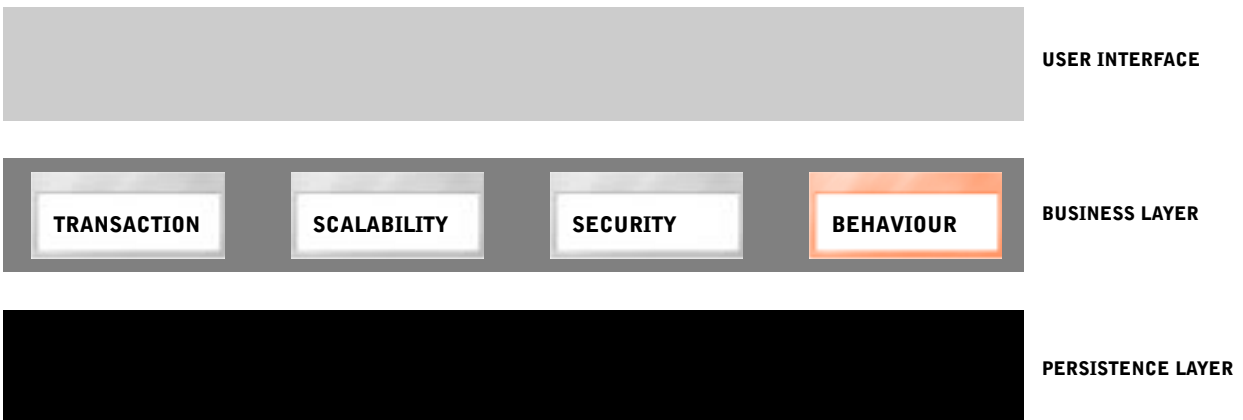 USER INTERFACE
TRANSACTION
SCALABILITY
SECURITY
BEHAVIOUR
BUSINESS LAYER
PERSISTENCE LAYER